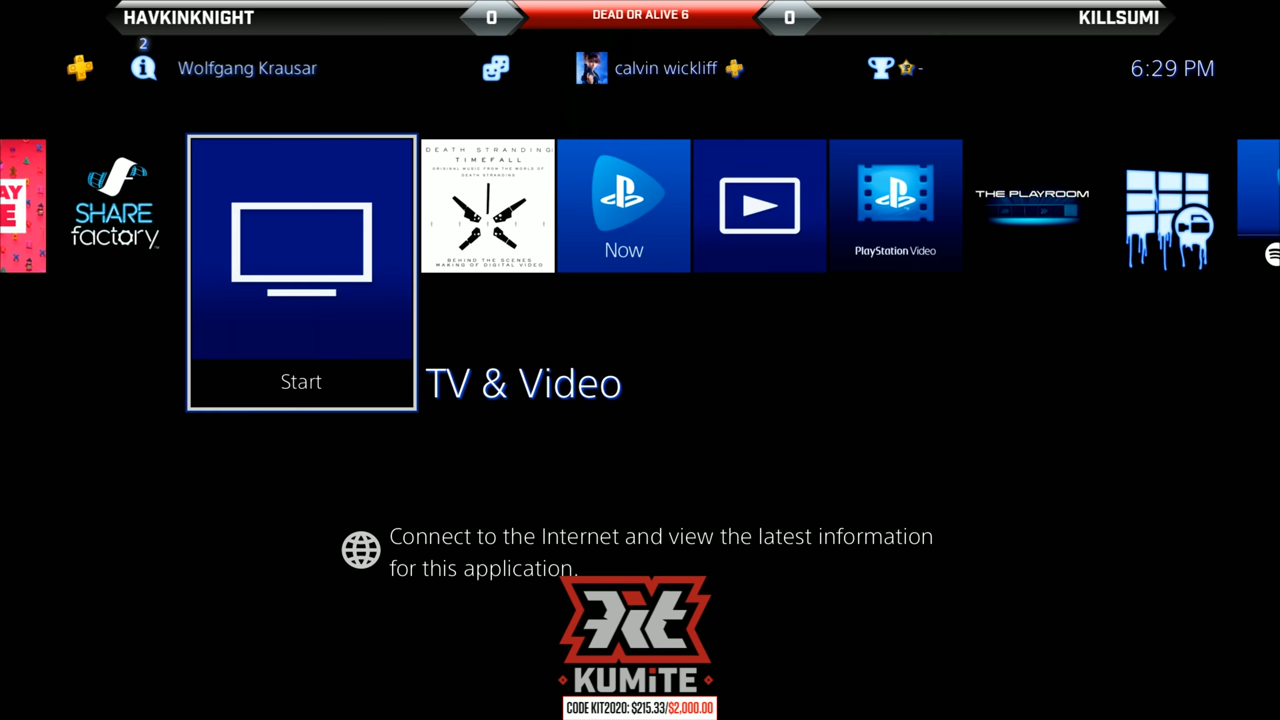 HAVKINKNIGHT
0
DEAD OR ALIVE 6
0
KILLSUMI
2
Wolfgang Krausar
calvin wickliff
-
6:29 PM
AY
E
SHARE
factory
DEATH STRANDING
TIMEFALL
ORIGINAL MUSIC FROM THE WORLD OF
DEATH STRANDING
BEHIND THE SCENES
MAKING OF DIGITAL VIDEO
Now
PlayStation Video
THE PLAYROOM
Start
TV & Video
Connect to the Internet and view the latest information
for this application.
KiT
KUMiTE
CODE KIT2020: $215.33/$2,000.00